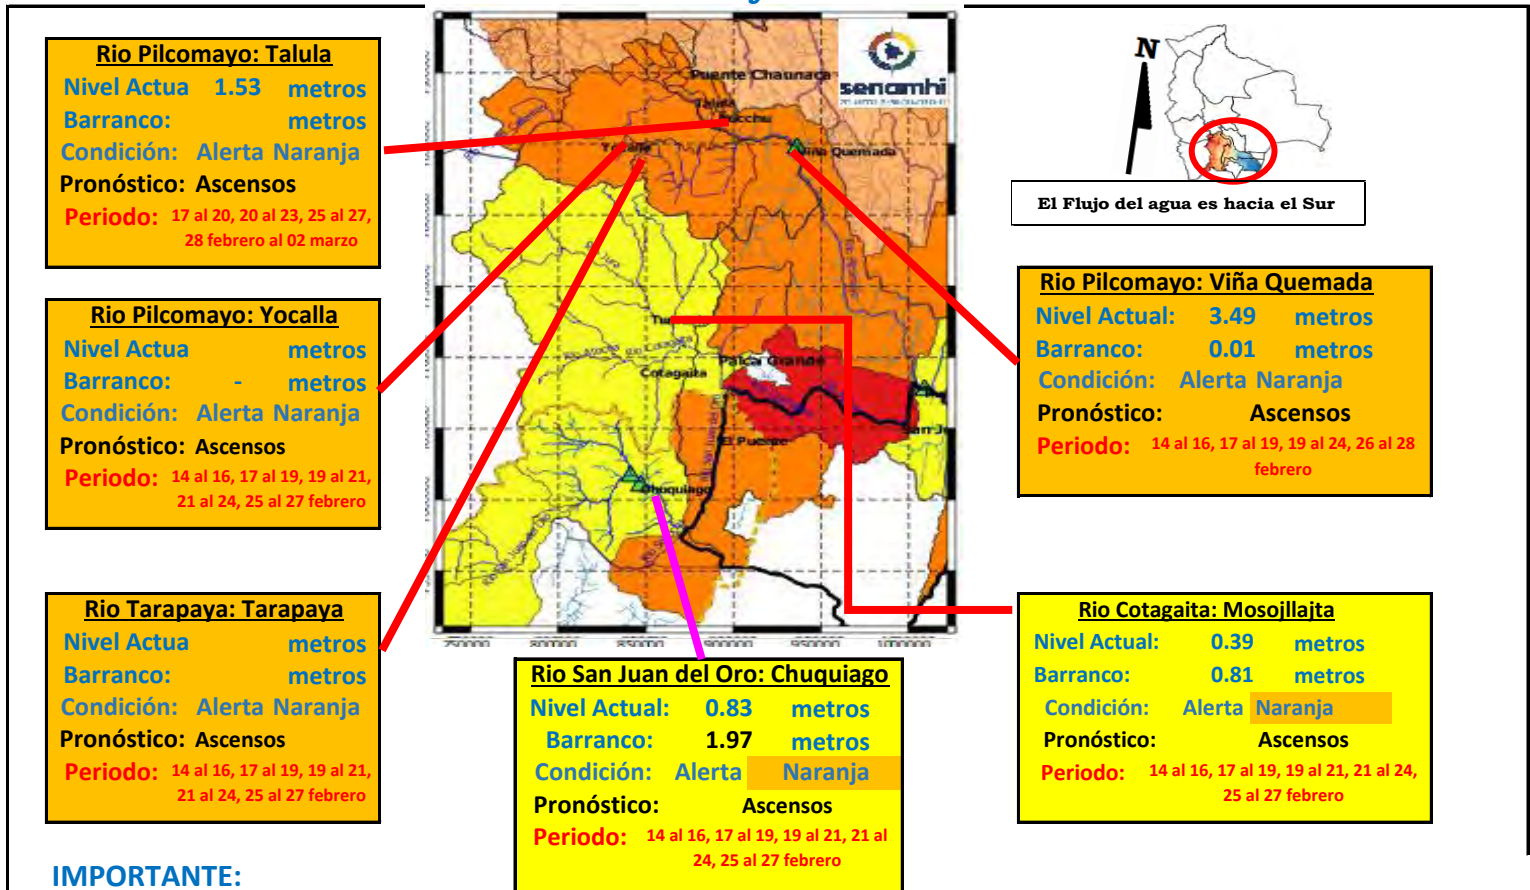 Rio Pilcomayo: Talula
Nivel Actua 1.53 metros
Barranco: metros
Condición: Alerta Naranja
Pronóstico: Ascensos
Periodo: 17 al 20, 20 al 23, 25 al 27,
28 febrero al 02 marzo
Rio Pilcomayo: Yocalla
Nivel Actua metros
Barranco: - metros
Condición: Alerta Naranja
Pronóstico: Ascensos
Periodo: 14 al 16, 17 al 19, 19 al 21,
21 al 24, 25 al 27 febrero
Rio Tarapaya: Tarapaya
Nivel Actua metros
Barranco: metros
Condición: Alerta Naranja
Pronóstico: Ascensos
Periodo: 14 al 16, 17 al 19, 19 al 21,
21 al 24, 25 al 27 febrero
IMPORTANTE:
senamhi
Puente Chaunaca
Talula
Viña Quemada
Palca Grande
Cotagaita
El Puente
Chuquiago
Rio San Juan del Oro: Chuquiago
Nivel Actual: 0.83 metros
Barranco: 1.97 metros
Condición: Alerta Naranja
Pronóstico: Ascensos
Periodo: 14 al 16, 17 al 19, 19 al 21, 21 al
24, 25 al 27 febrero
N
El Flujo del agua es hacia el Sur
Rio Pilcomayo: Viña Quemada
Nivel Actual: 3.49 metros
Barranco: 0.01 metros
Condición: Alerta Naranja
Pronóstico: Ascensos
Periodo: 14 al 16, 17 al 19, 19 al 24, 26 al 28
febrero
Rio Cotagaita: Mosojllajta
Nivel Actual: 0.39 metros
Barranco: 0.81 metros
Condición: Alerta Naranja
Pronóstico: Ascensos
Periodo: 14 al 16, 17 al 19, 19 al 21, 21 al 24,
25 al 27 febrero